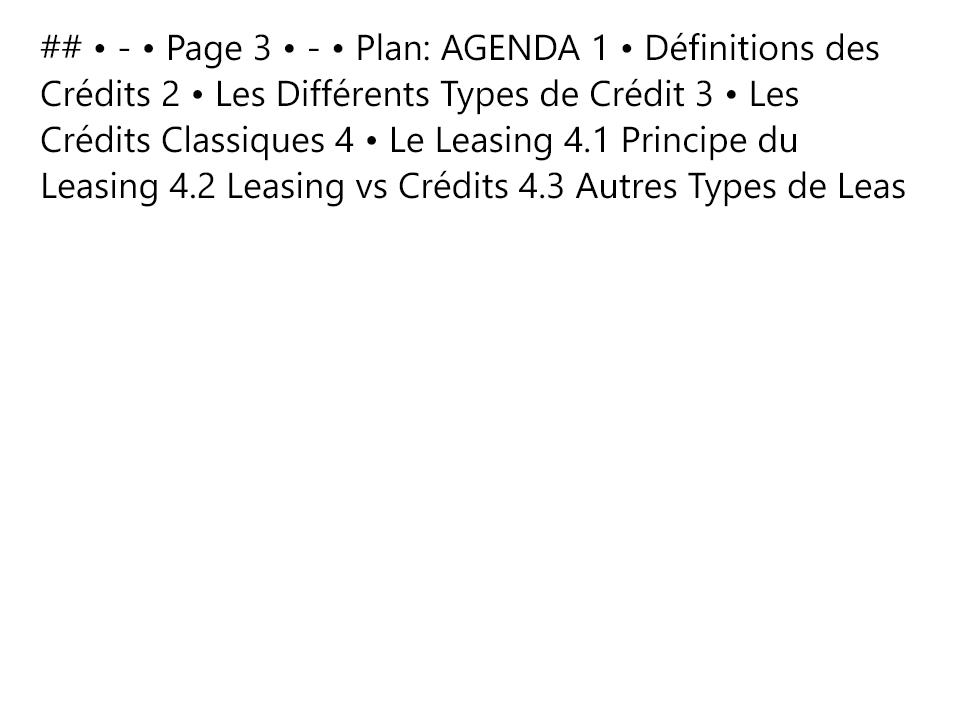 ## • - • Page 3 • - • Plan: AGENDA 1 • Définitions des
Crédits 2 • Les Différents Types de Crédit 3 • Les
Crédits Classiques 4 • Le Leasing 4.1 Principe du
Leasing 4.2 Leasing vs Crédits 4.3 Autres Types de Leas